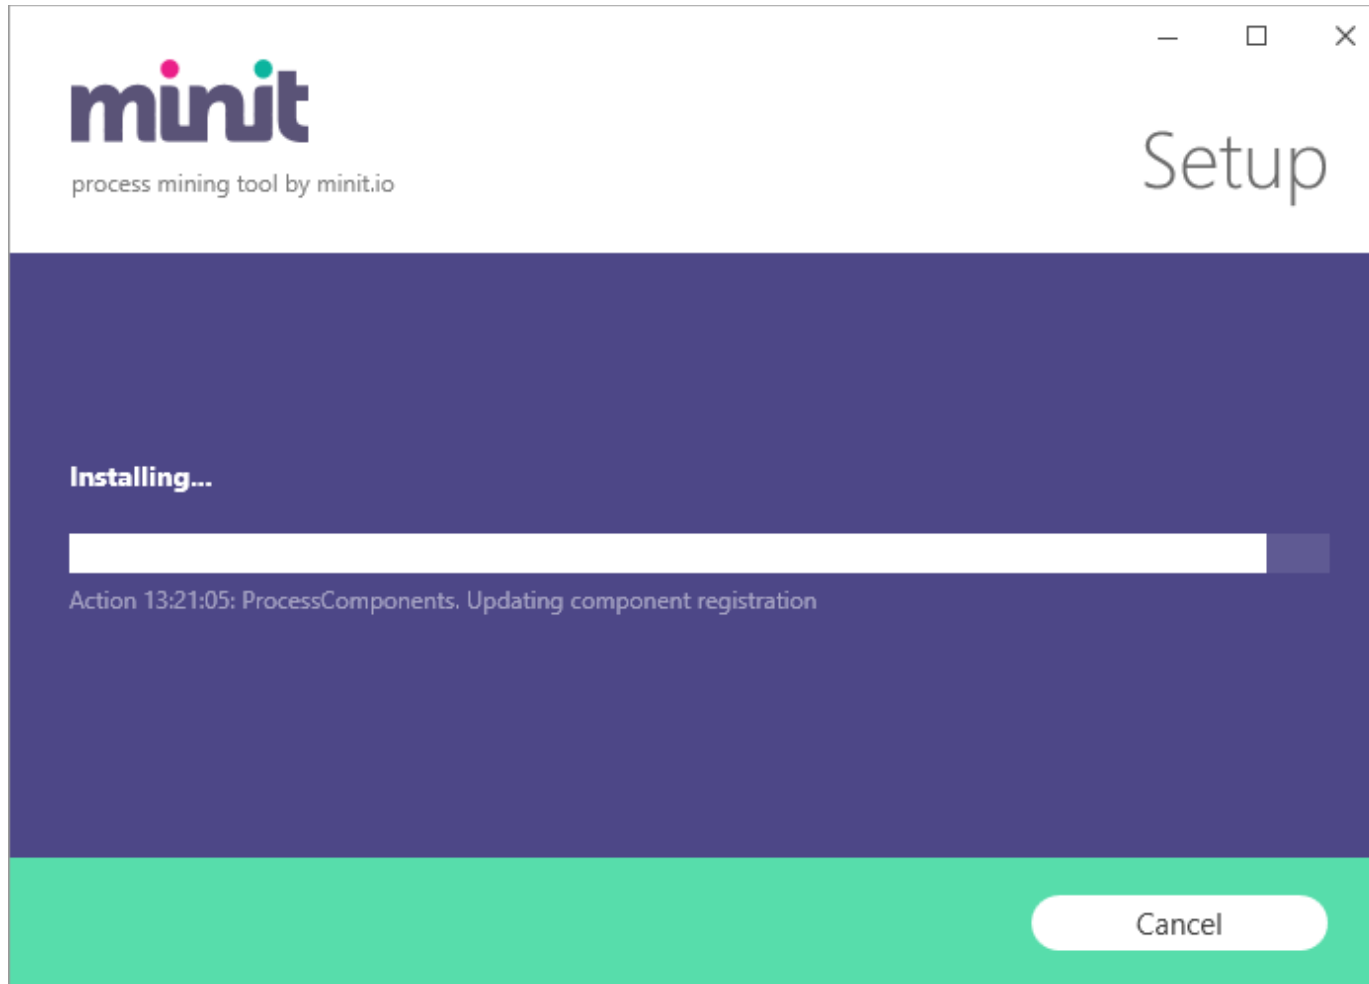 minit
process mining tool by minit.io
Setup
Installing...
Action 13:21:05: ProcessComponents. Updating component registration
Cancel